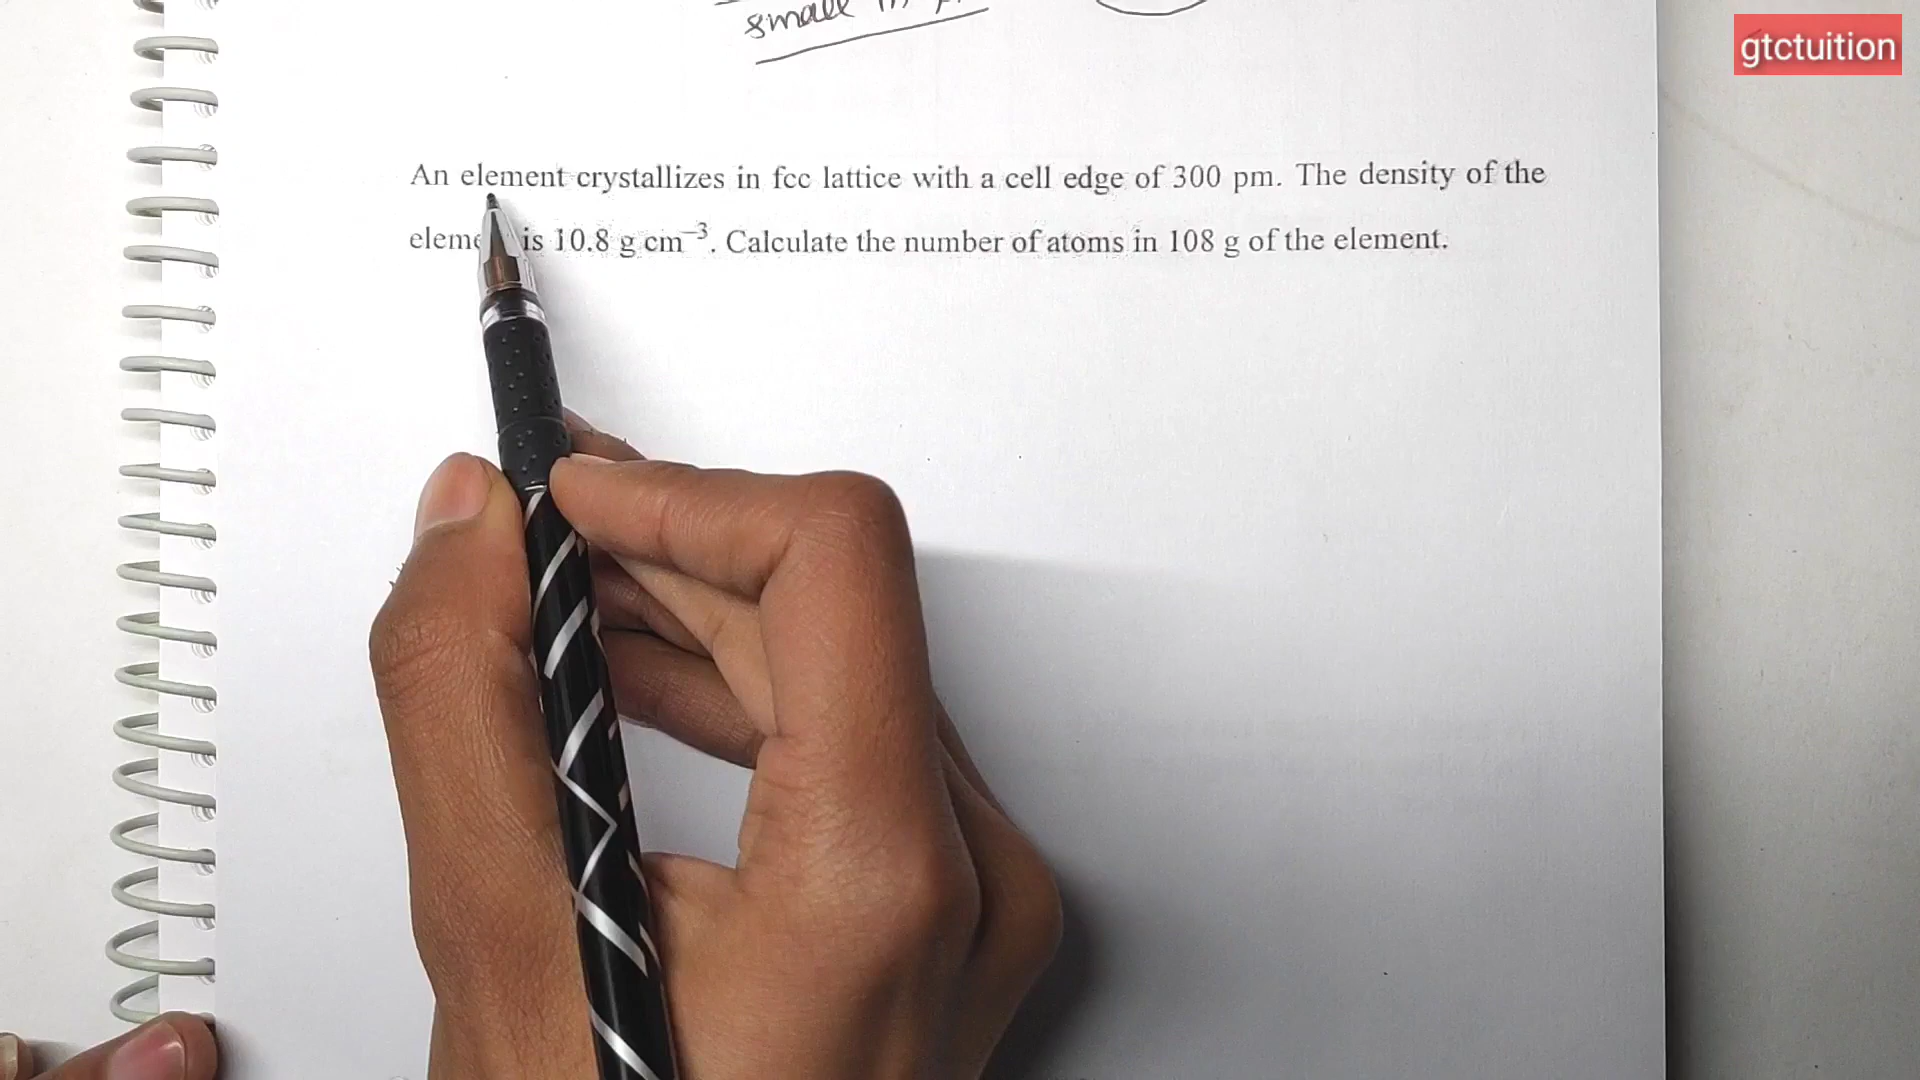 small
gtctuition
An element crystallizes in fcc lattice with a cell edge of 300 pm. The density of the
is 10.8 g cm⁻³. Calculate the number of atoms in 108 g of the element.